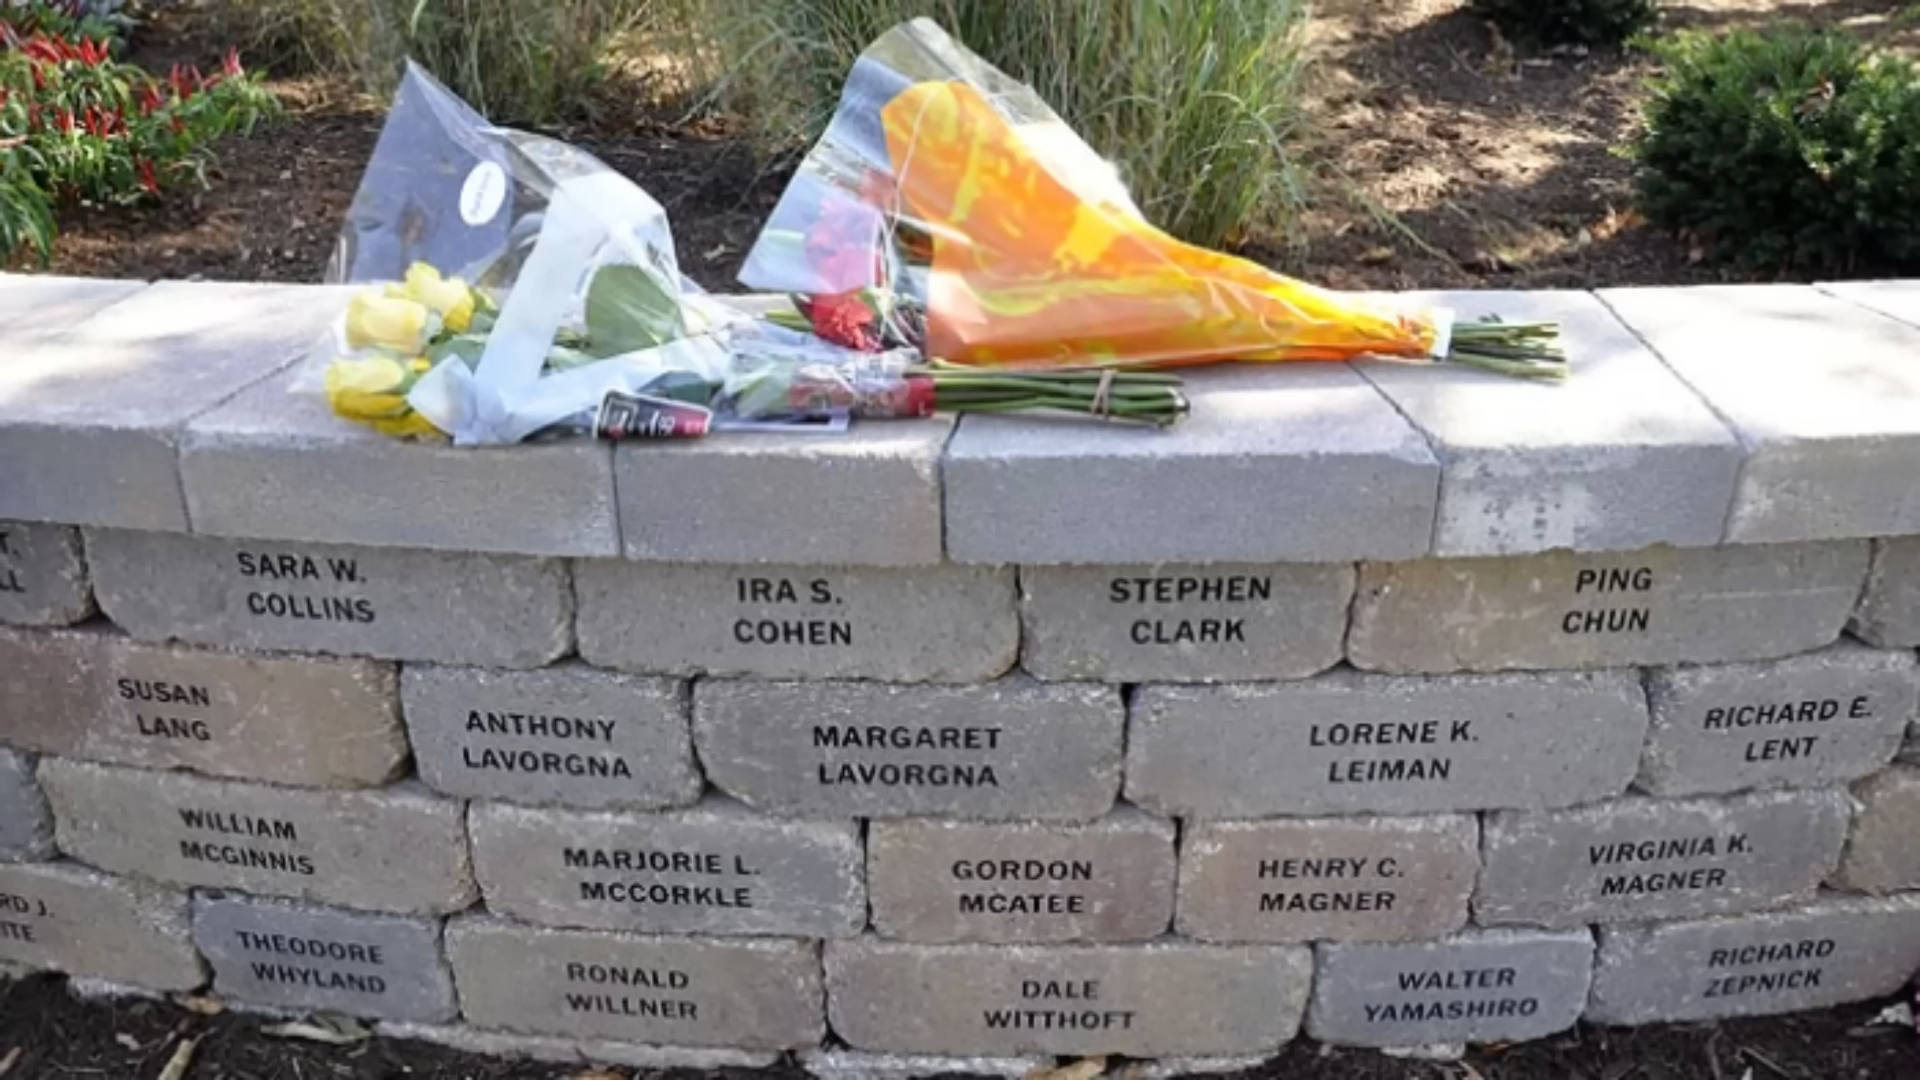 SARA W.
COLLINS
IRA S.
COHEN
STEPHEN
CLARK
PING
CHUN
SUSAN
LANG
ANTHONY
LAVORGNA
MARGARET
LAVORGNA
LORENE K.
LEIMAN
RICHARD E.
LENT
WILLIAM
MCGINNIS
MARJORIE L.
MCCORKLE
GORDON
MCATEE
HENRY C.
MAGNER
VIRGINIA K.
MAGNER
THEODORE
WHYLAND
RONALD
WILLNER
DALE
WITTHOFT
WALTER
YAMASHIRO
RICHARD
ZEPNICK